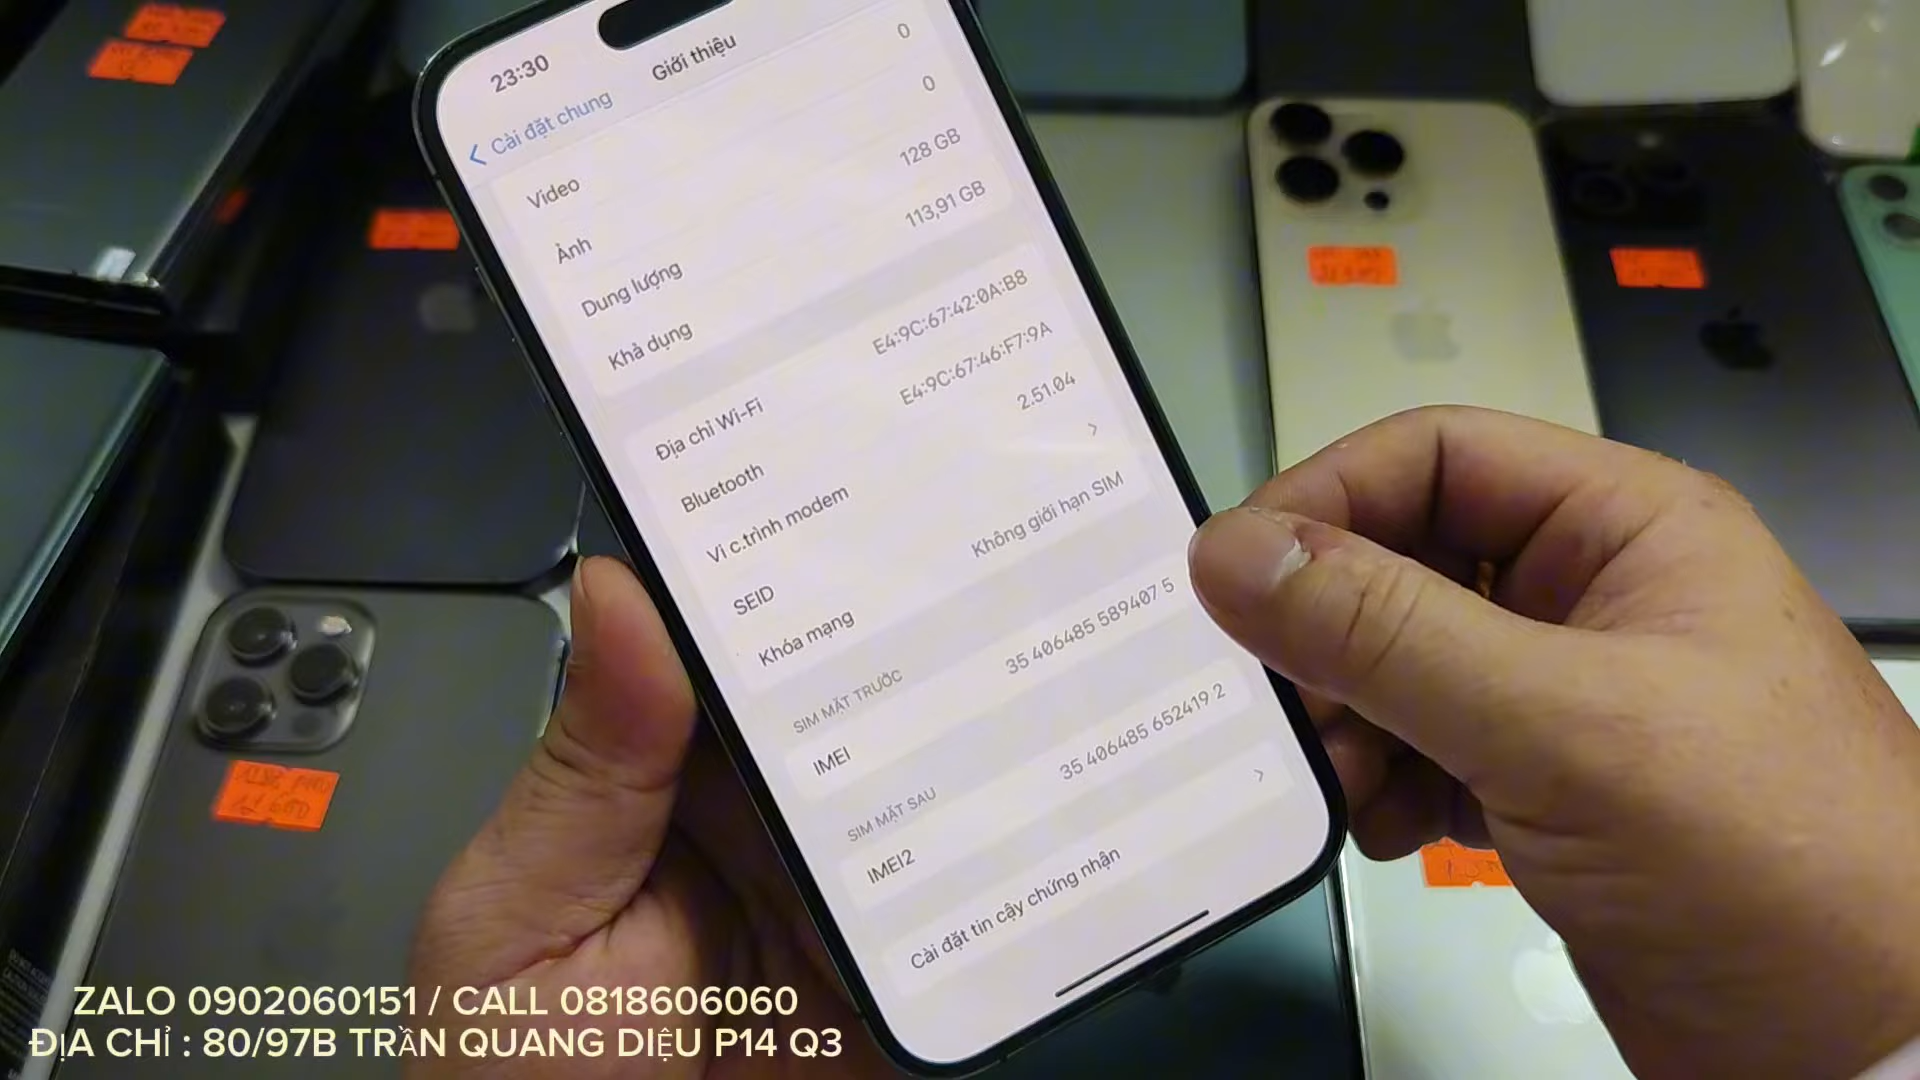 23:30
Giới thiệu
Cài đặt chung
Video 0
Ảnh 0
Dung lượng 128 GB
Khả dụng 113,91 GB
Địa chỉ Wi-Fi E4:9C:67:42:0A:B8
Bluetooth E4:9C:67:46:F7:9A
Vi c.trình modem 2.51.04
SEID
Khóa mạng Không giới hạn SIM
SIM MẶT TRƯỚC
IMEI 35 406485 589407 5
SIM MẶT SAU
IMEI2 35 406485 652419 2
Cài đặt tin cậy chứng nhận
ZALO 0902060151 / CALL 0818606060
ĐỊA CHỈ : 80/97B TRẦN QUANG DIỆU P14 Q3